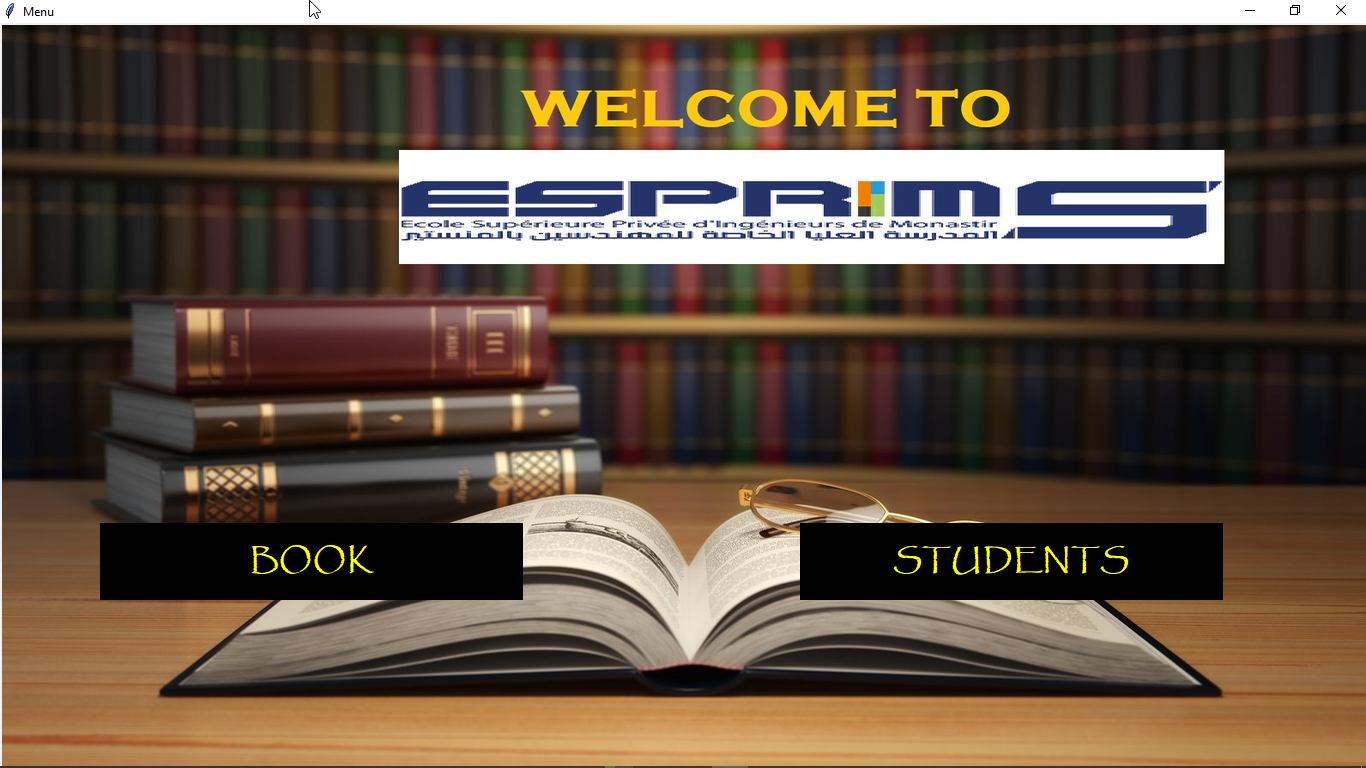 Menu
WELCOME TO
ESPRIMS
Ecole Supérieure Privée d'Ingénieurs de Monastir
المدرسة العليا الخاصة للمهندسين بالمنستير
BOOK
STUDENTS